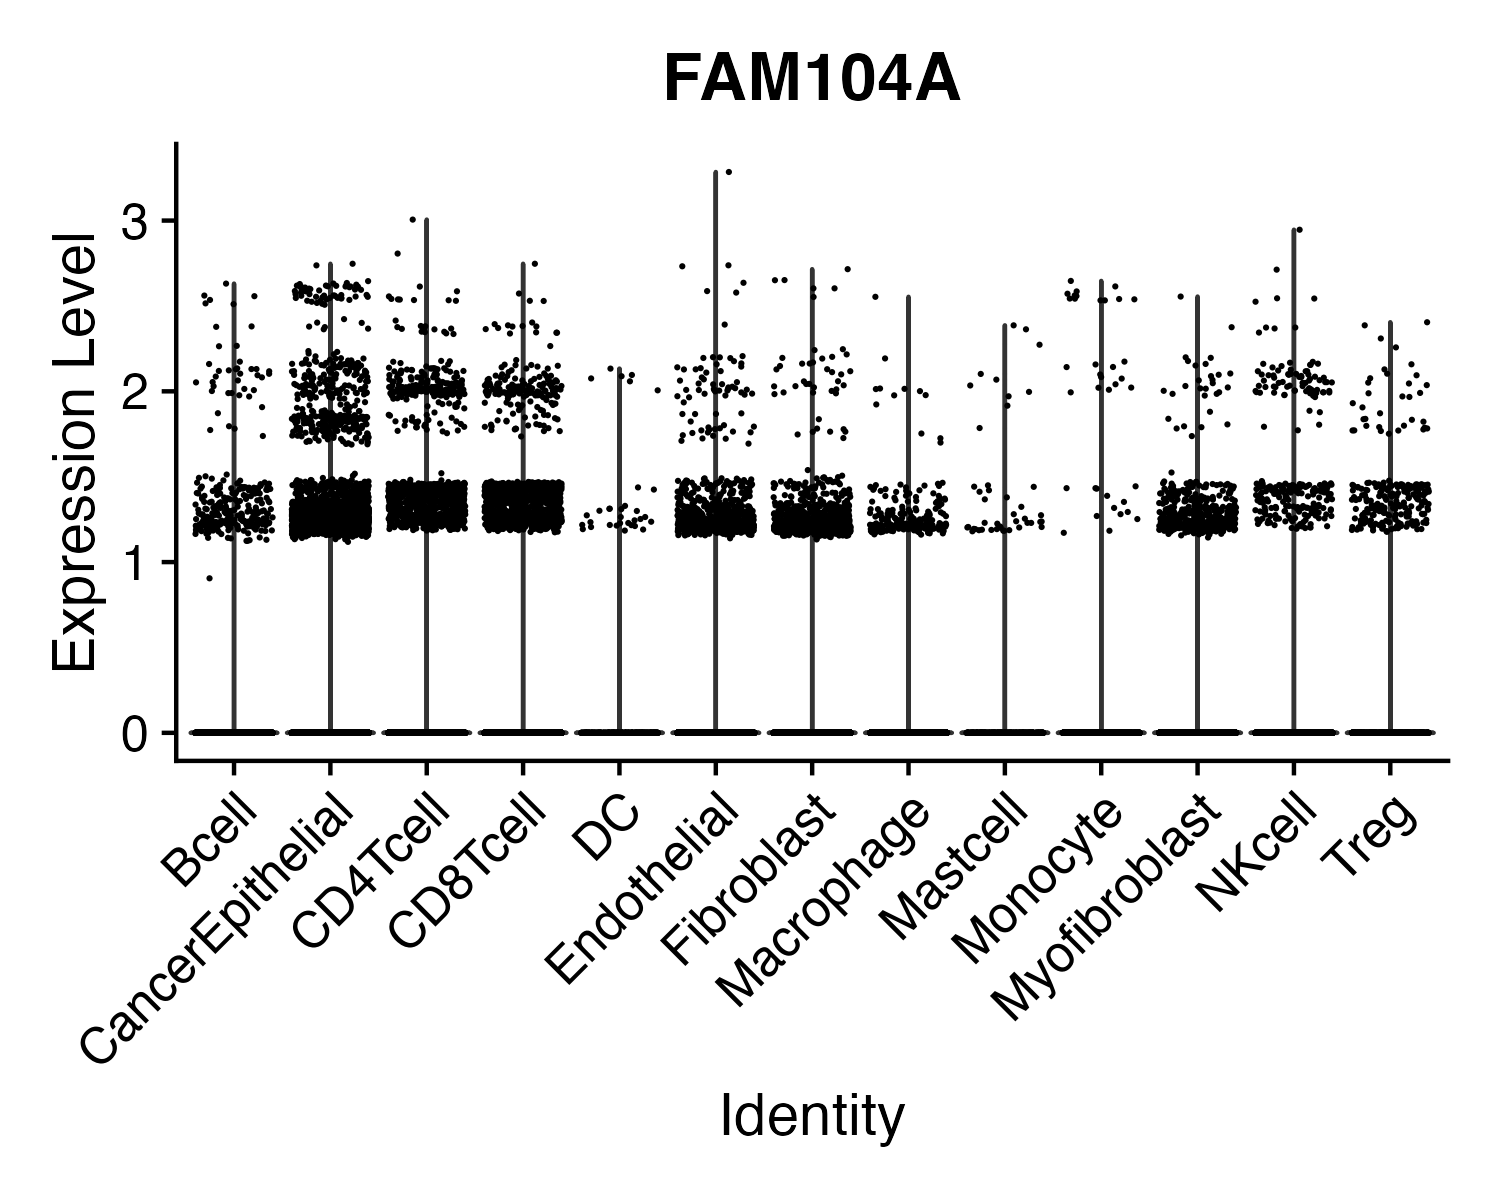 FAM104A
Expression Level
3
2
1
0
Bcell
CancerEpithelial
CD4Tcell
CD8Tcell
DC
Endothelial
Fibroblast
Macrophage
Mastcell
Monocyte
Myofibroblast
NKcell
Treg
Identity